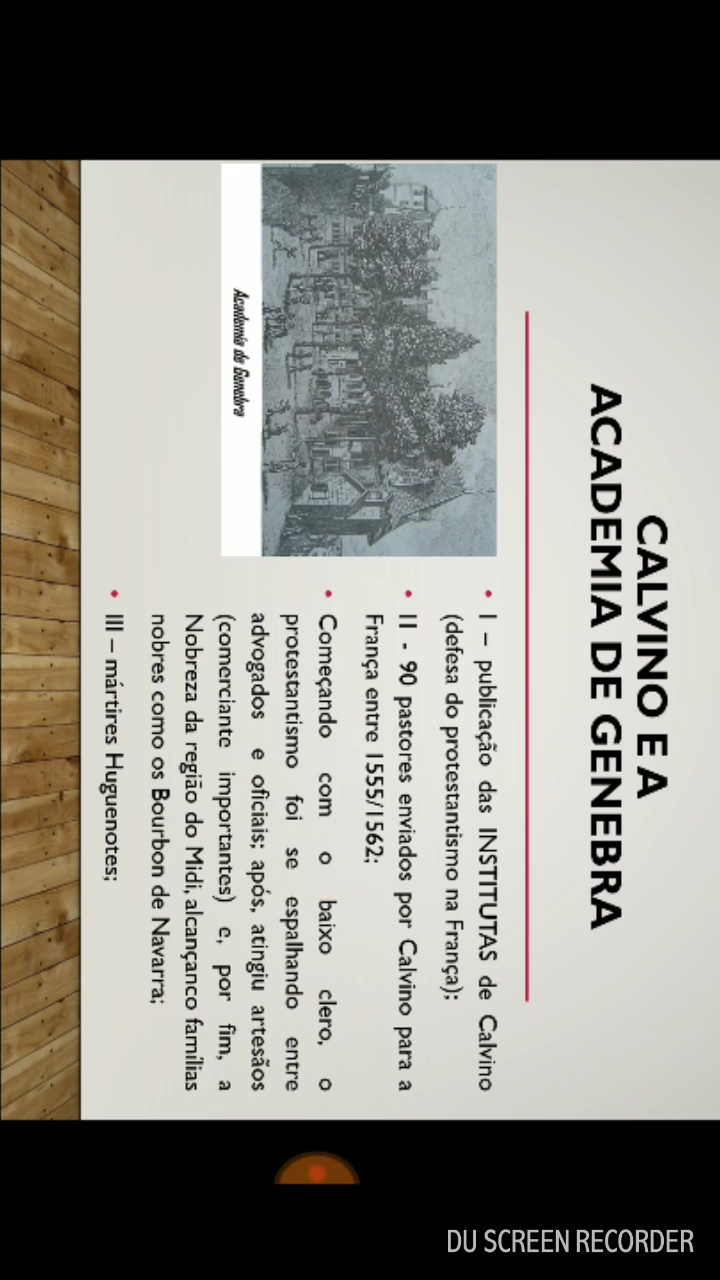 CALVINO E A
ACADEMIA DE GENEBRA
Academia de Genebra
• I – publicação das INSTITUTAS de Calvino
(defesa do protestantismo na França);
• II - 90 pastores enviados por Calvino para a
França entre 1555/1562;
• Começando com o baixo clero, o
protestantismo foi se espalhando entre
advogados e oficiais; após, atingiu artesãos
(comerciante importantes) e, por fim, a
Nobreza da região do Midi, alcançanco famílias
nobres como os Bourbon de Navarra;
• III – mártires Huguenotes;
DU SCREEN RECORDER